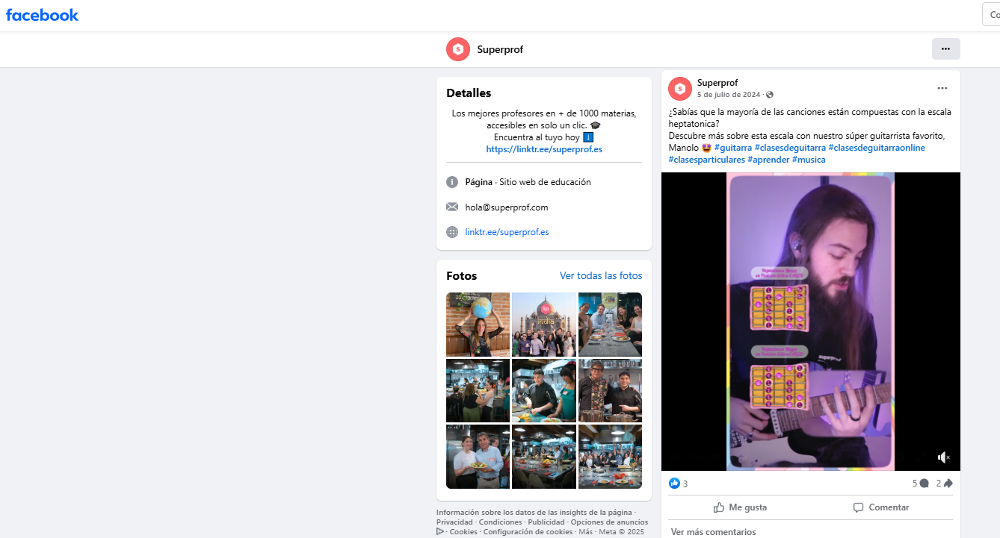 facebook
Co
Superprof
Detalles
Los mejores profesores en + de 1000 materias,
accesibles en solo un clic. 🎓
Encuentra al tuyo hoy ⬇️
https://linktr.ee/superprof.es
Página · Sitio web de educación
hola@superprof.com
linktr.ee/superprof.es
Fotos
Ver todas las fotos
Sp
india
Información sobre los datos de las insights de la página ·
Privacidad · Condiciones · Publicidad · Opciones de anuncios
· Cookies · Configuración de cookies · Más · Meta © 2025
Superprof
5 de julio de 2024 ·
¿Sabías que la mayoría de las canciones están compuestas con la escala
heptatonica?
Descubre más sobre esta escala con nuestro súper guitarrista favorito,
Manolo 🤩 #guitarra #clasesdeguitarra #clasesdeguitarraonline
#clasesparticulares #aprender #musica
superprof
3
5
2
Me gusta
Comentar
Ver más comentarios